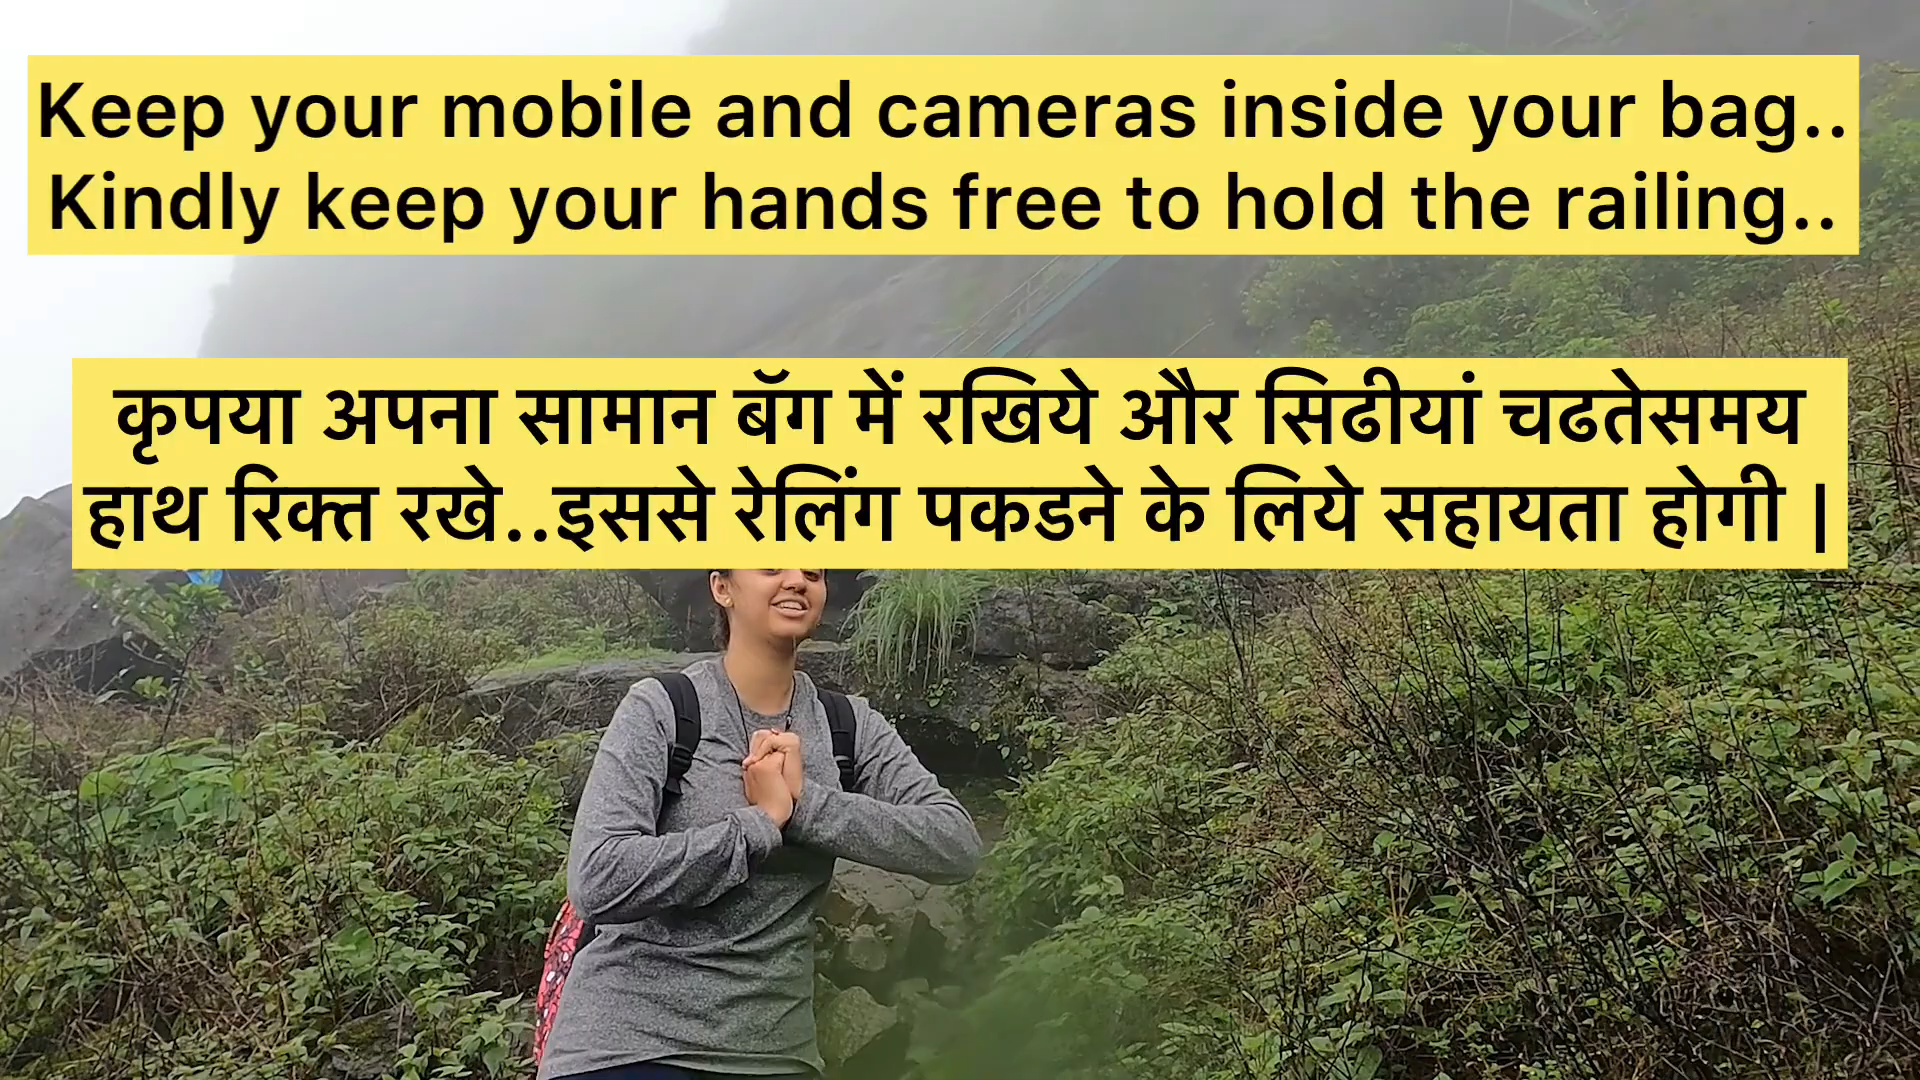 Keep your mobile and cameras inside your bag..
Kindly keep your hands free to hold the railing..
कृपया अपना सामान बॅग में रखिये और सिढीयां चढतेसमय
हाथ रिक्त रखे..इससे रेलिंग पकडने के लिये सहायता होगी |